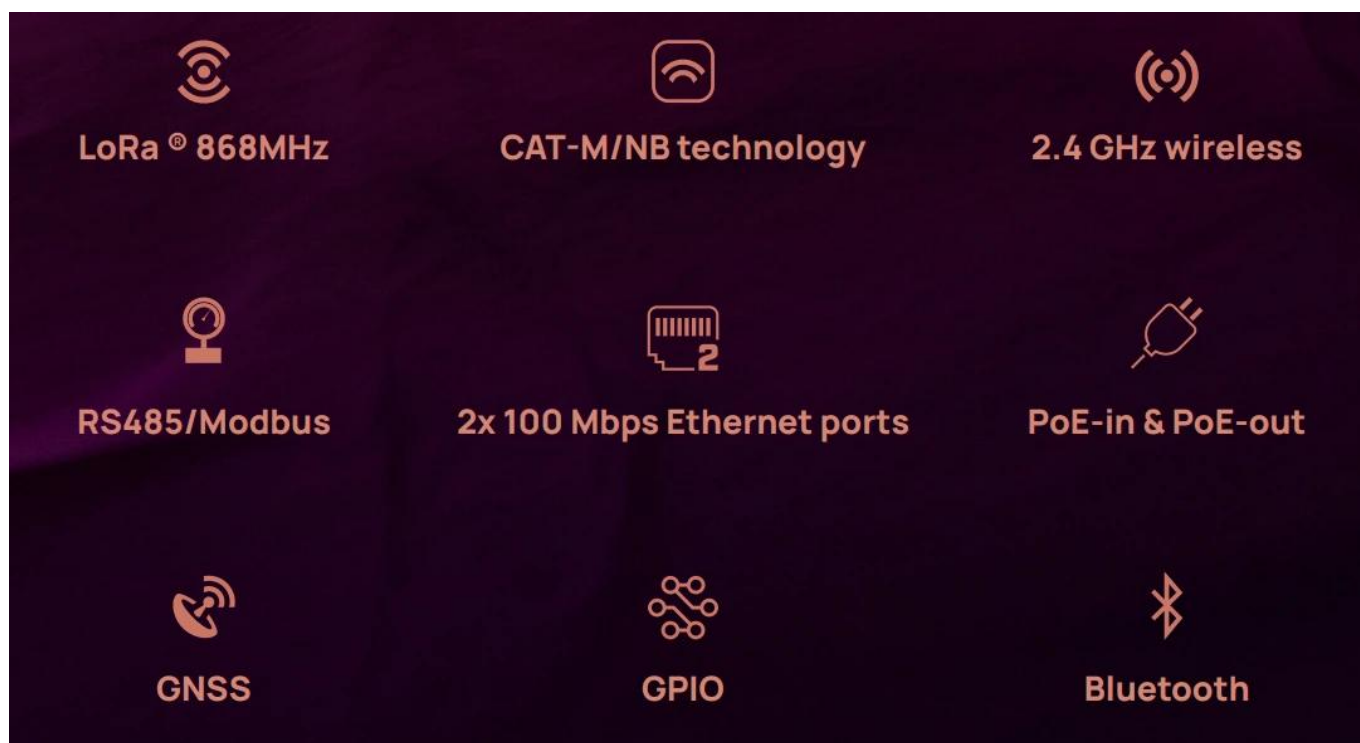 LoRa ® 868MHz
CAT-M/NB technology
2.4 GHz wireless
RS485/Modbus
2
2x 100 Mbps Ethernet ports
PoE-in & PoE-out
GNSS
GPIO
Bluetooth